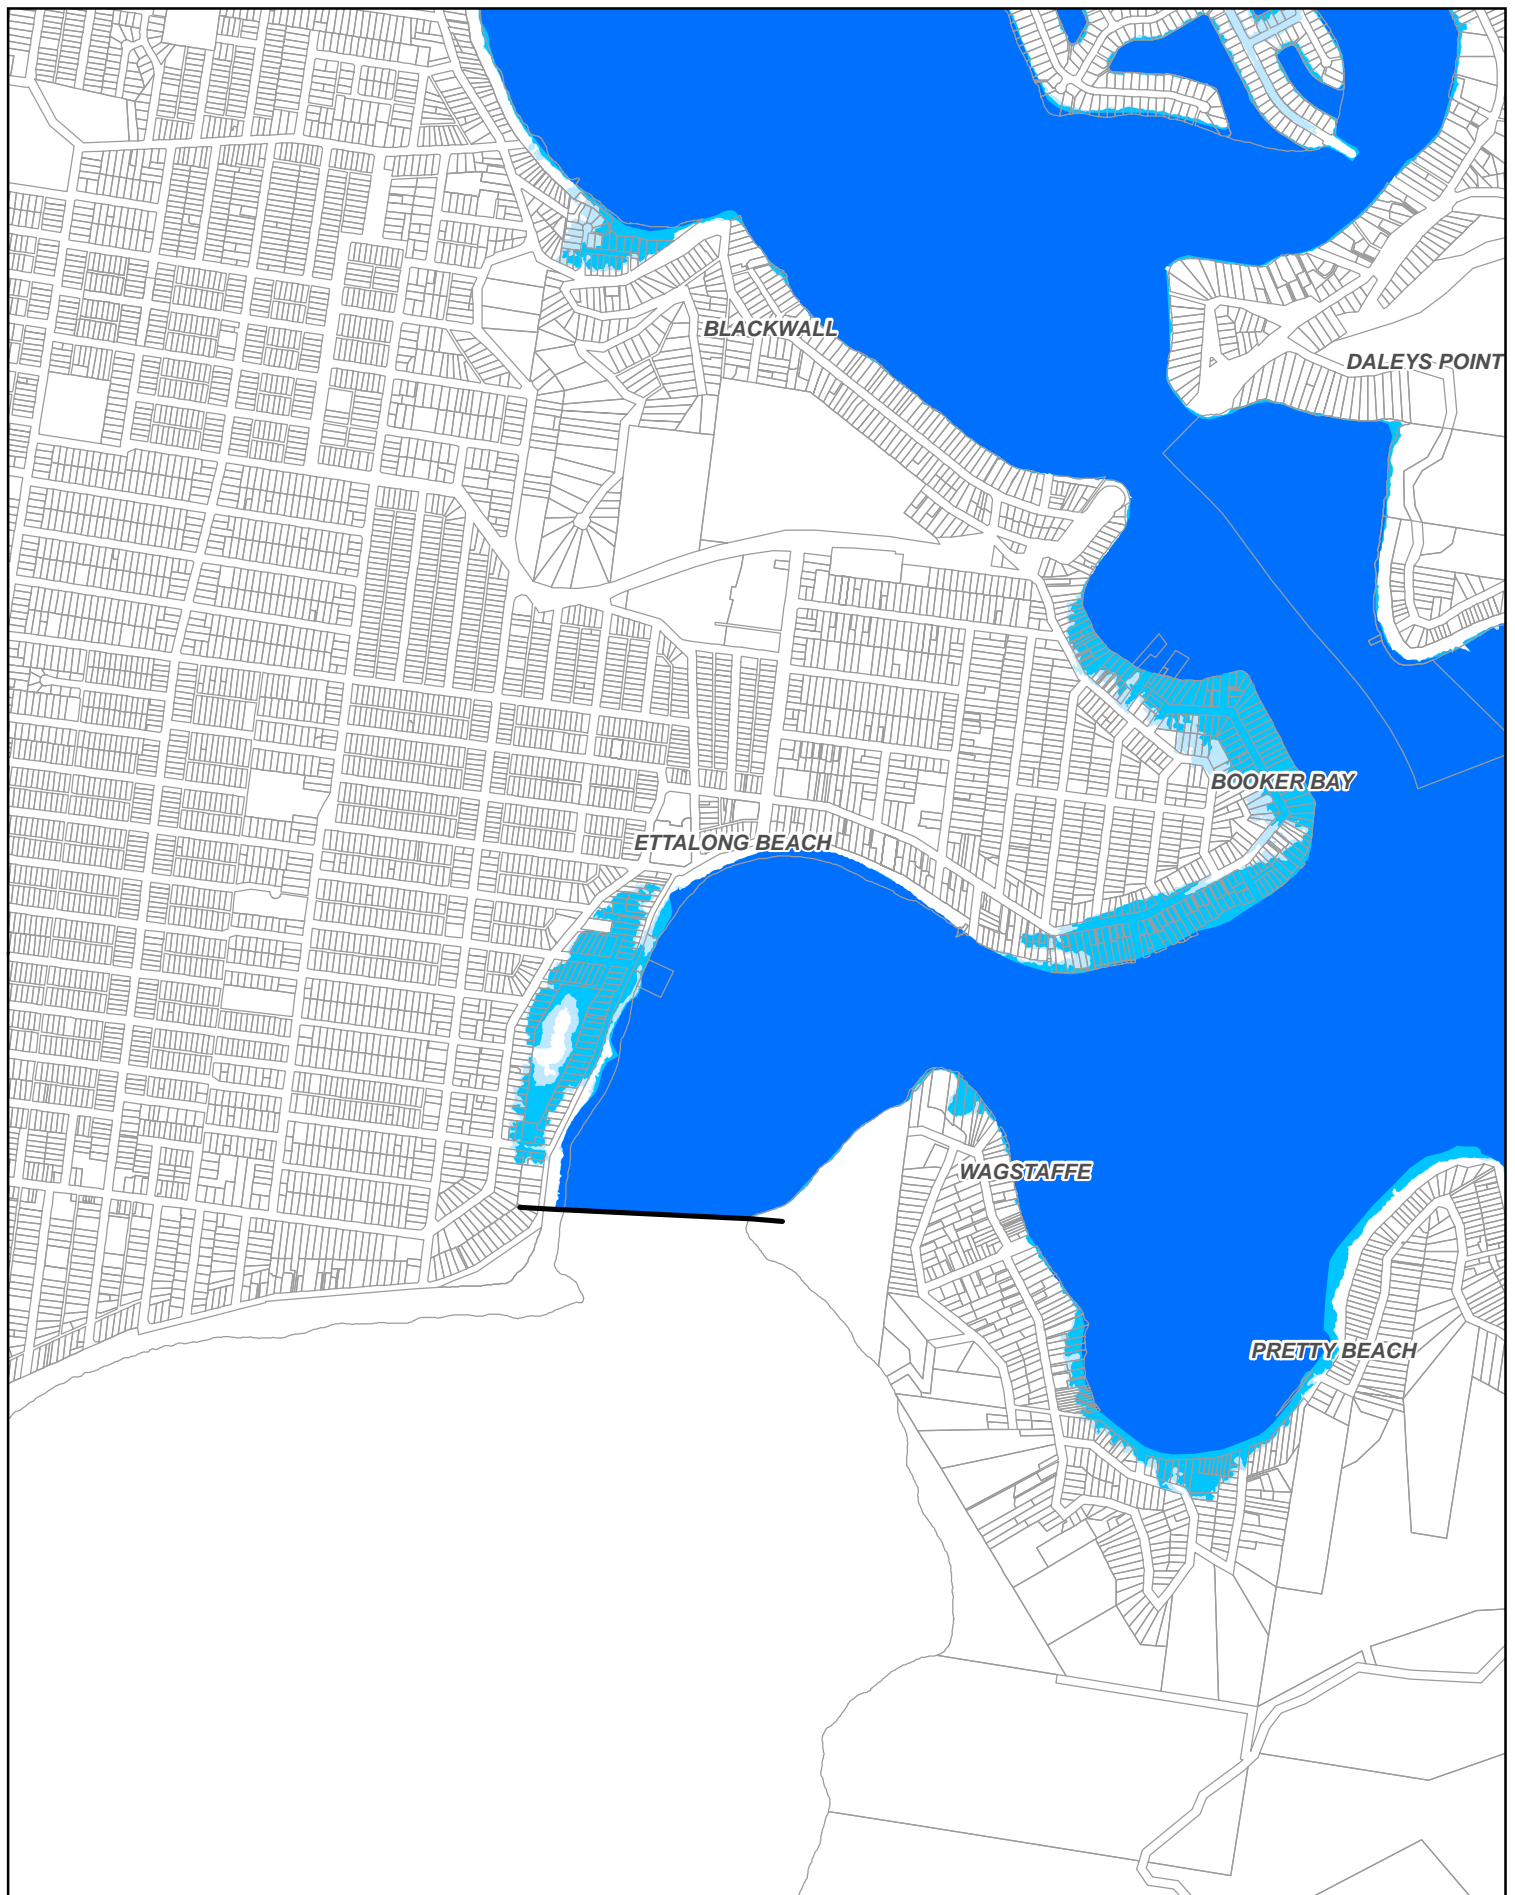 BLACKWALL
DALEYS POINT
BOOKER BAY
ETTALONG BEACH
WAGSTAFFE
PRETTY BEACH